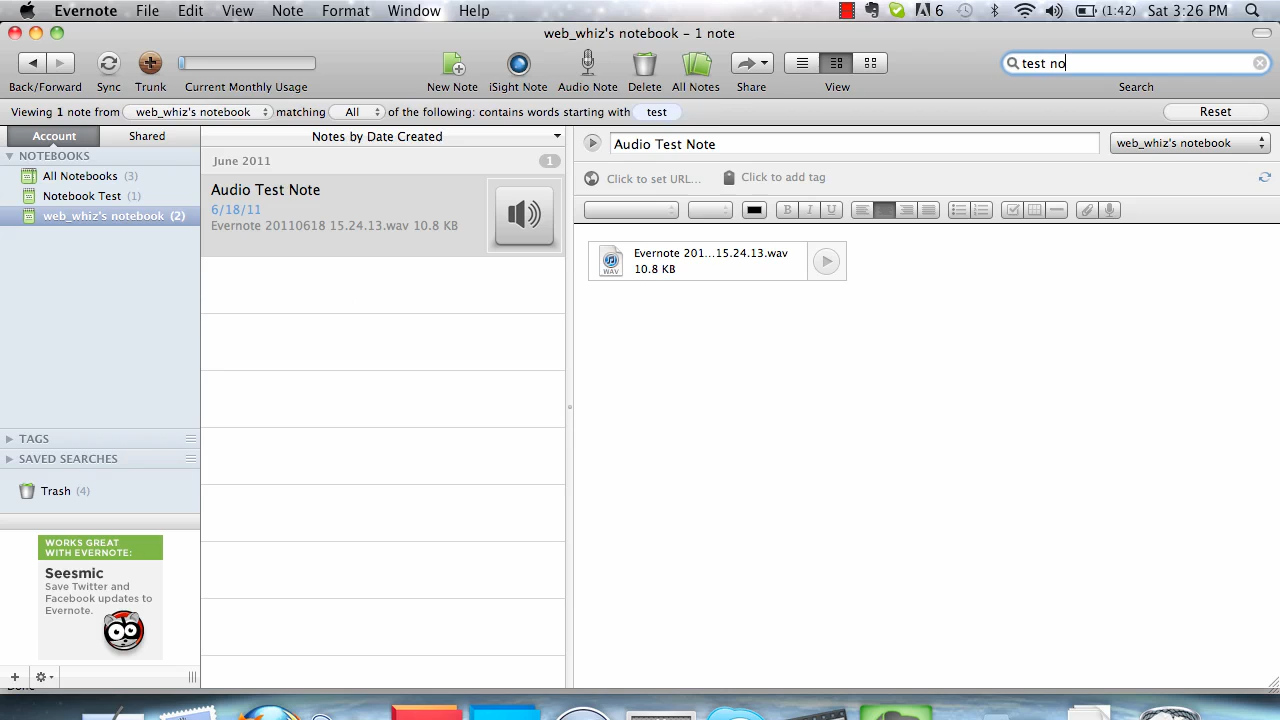 Evernote File Edit View Note Format Window Help
6 (1:42) Sat 3:26 PM
web_whiz's notebook – 1 note
test no
Back/Forward Sync Trunk Current Monthly Usage New Note iSight Note Audio Note Delete All Notes Share View Search
Viewing 1 note from web_whiz's notebook matching All of the following: contains words starting with test Reset
Account Shared
NOTEBOOKS
All Notebooks (3)
Notebook Test (1)
web_whiz's notebook (2)
TAGS
SAVED SEARCHES
Trash (4)
WORKS GREAT
WITH EVERNOTE:
Seesmic
Save Twitter and
Facebook updates to
Evernote.
Notes by Date Created
June 2011 1
Audio Test Note
6/18/11
Evernote 20110618 15.24.13.wav 10.8 KB
Audio Test Note web_whiz's notebook
Click to set URL... Click to add tag
B I U
WAV
Evernote 201...15.24.13.wav
10.8 KB